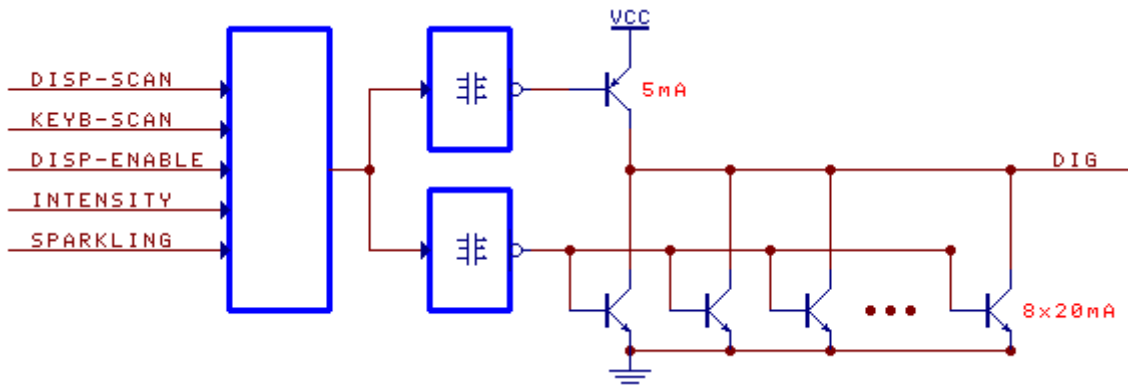 VCC
DISP-SCAN
5mA
KEYB-SCAN
DISP-ENABLE
DIG
INTENSITY
SPARKLING
8x20mA